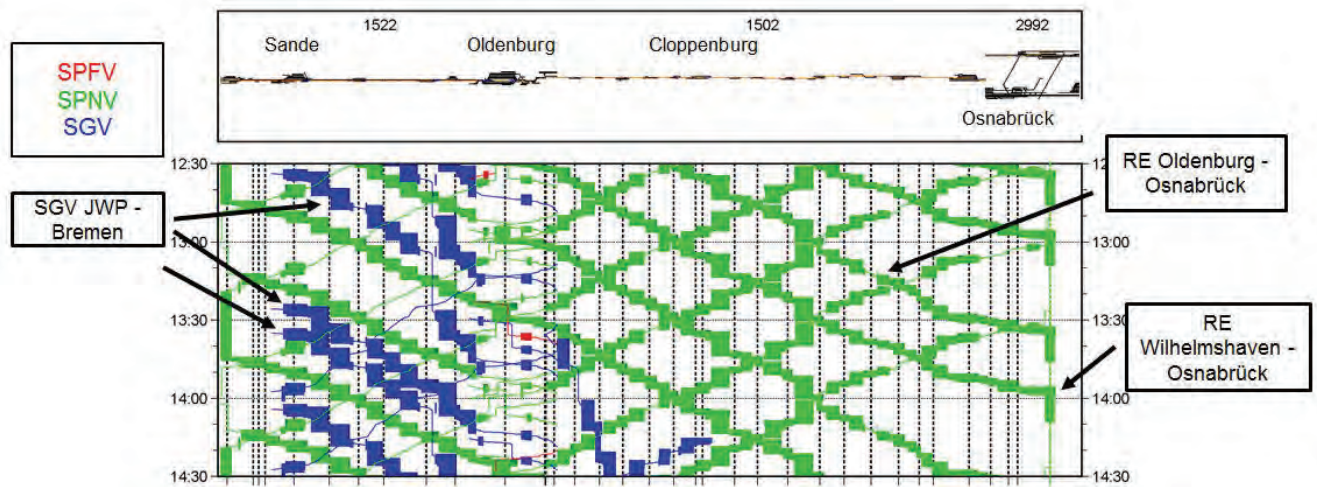 1522
1502
2992
Sande
Oldenburg
Cloppenburg
Osnabrück
SPFV
SPNV
SGV
SGV JWP -
Bremen
12:30
13:00
13:30
14:00
14:30
12
13:00
13:30
14:00
14:30
RE Oldenburg -
Osnabrück
RE
Wilhelmshaven -
Osnabrück